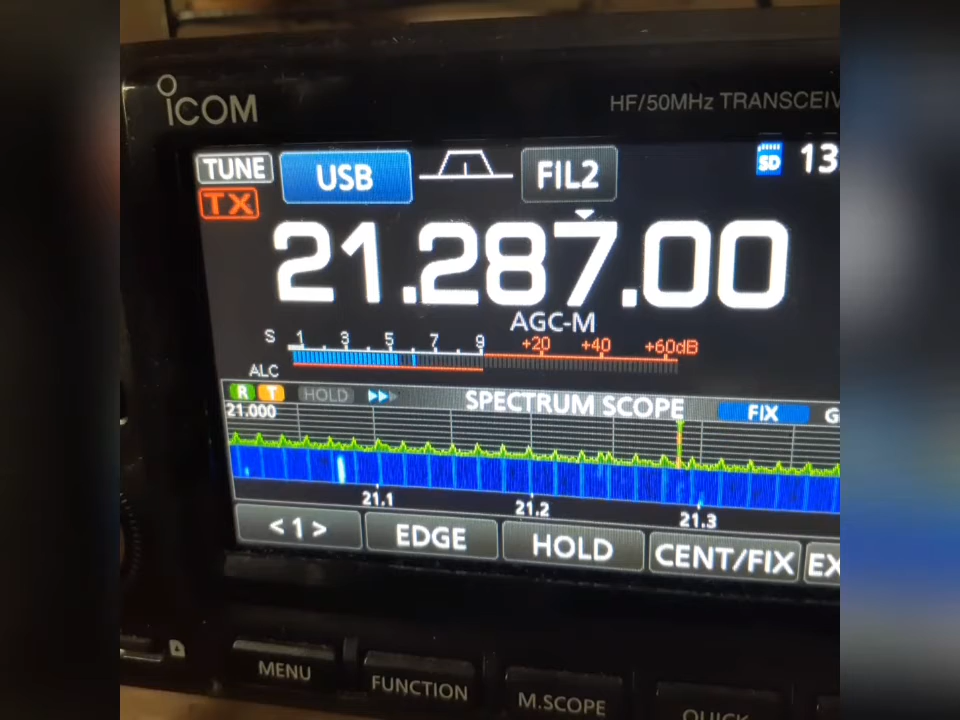 ICOM
HF/50MHz TRANSCEIV
TUNE USB FIL2 SD 13
TX
21.287.00
AGC-M
S 1 3 5 7 9 +20 +40 +60dB
ALC
R T HOLD SPECTRUM SCOPE FIX G
21.000
21.1 21.2 21.3
<1> EDGE HOLD CENT/FIX EX
MENU FUNCTION M.SCOPE QUICK